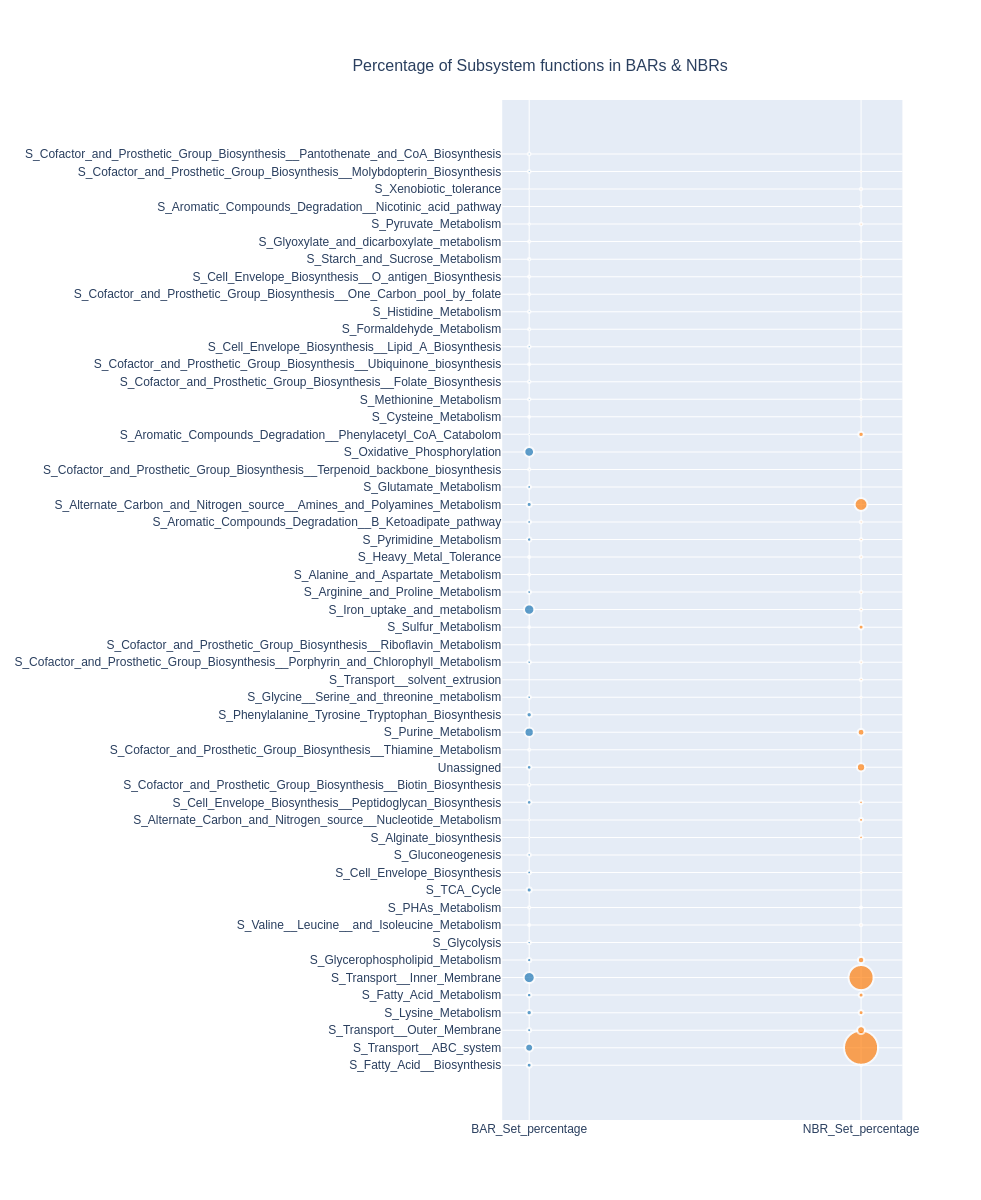 Percentage of Subsystem functions in BARs & NBRs
S_Cofactor_and_Prosthetic_Group_Biosynthesis__Pantothenate_and_CoA_Biosynthesis
S_Cofactor_and_Prosthetic_Group_Biosynthesis__Molybdopterin_Biosynthesis
S_Xenobiotic_tolerance
S_Aromatic_Compounds_Degradation__Nicotinic_acid_pathway
S_Pyruvate_Metabolism
S_Glyoxylate_and_dicarboxylate_metabolism
S_Starch_and_Sucrose_Metabolism
S_Cell_Envelope_Biosynthesis__O_antigen_Biosynthesis
S_Cofactor_and_Prosthetic_Group_Biosynthesis__One_Carbon_pool_by_folate
S_Histidine_Metabolism
S_Formaldehyde_Metabolism
S_Cell_Envelope_Biosynthesis__Lipid_A_Biosynthesis
S_Cofactor_and_Prosthetic_Group_Biosynthesis__Ubiquinone_biosynthesis
S_Cofactor_and_Prosthetic_Group_Biosynthesis__Folate_Biosynthesis
S_Methionine_Metabolism
S_Cysteine_Metabolism
S_Aromatic_Compounds_Degradation__Phenylacetyl_CoA_Catabolom
S_Oxidative_Phosphorylation
S_Cofactor_and_Prosthetic_Group_Biosynthesis__Terpenoid_backbone_biosynthesis
S_Glutamate_Metabolism
S_Alternate_Carbon_and_Nitrogen_source__Amines_and_Polyamines_Metabolism
S_Aromatic_Compounds_Degradation__B_Ketoadipate_pathway
S_Pyrimidine_Metabolism
S_Heavy_Metal_Tolerance
S_Alanine_and_Aspartate_Metabolism
S_Arginine_and_Proline_Metabolism
S_Iron_uptake_and_metabolism
S_Sulfur_Metabolism
S_Cofactor_and_Prosthetic_Group_Biosynthesis__Riboflavin_Metabolism
S_Cofactor_and_Prosthetic_Group_Biosynthesis__Porphyrin_and_Chlorophyll_Metabolism
S_Transport__solvent_extrusion
S_Glycine__Serine_and_threonine_metabolism
S_Phenylalanine_Tyrosine_Tryptophan_Biosynthesis
S_Purine_Metabolism
S_Cofactor_and_Prosthetic_Group_Biosynthesis__Thiamine_Metabolism
Unassigned
S_Cofactor_and_Prosthetic_Group_Biosynthesis__Biotin_Biosynthesis
S_Cell_Envelope_Biosynthesis__Peptidoglycan_Biosynthesis
S_Alternate_Carbon_and_Nitrogen_source__Nucleotide_Metabolism
S_Alginate_biosynthesis
S_Gluconeogenesis
S_Cell_Envelope_Biosynthesis
S_TCA_Cycle
S_PHAs_Metabolism
S_Valine__Leucine__and_Isoleucine_Metabolism
S_Glycolysis
S_Glycerophospholipid_Metabolism
S_Transport__Inner_Membrane
S_Fatty_Acid_Metabolism
S_Lysine_Metabolism
S_Transport__Outer_Membrane
S_Transport__ABC_system
S_Fatty_Acid__Biosynthesis
BAR_Set_percentage NBR_Set_percentage